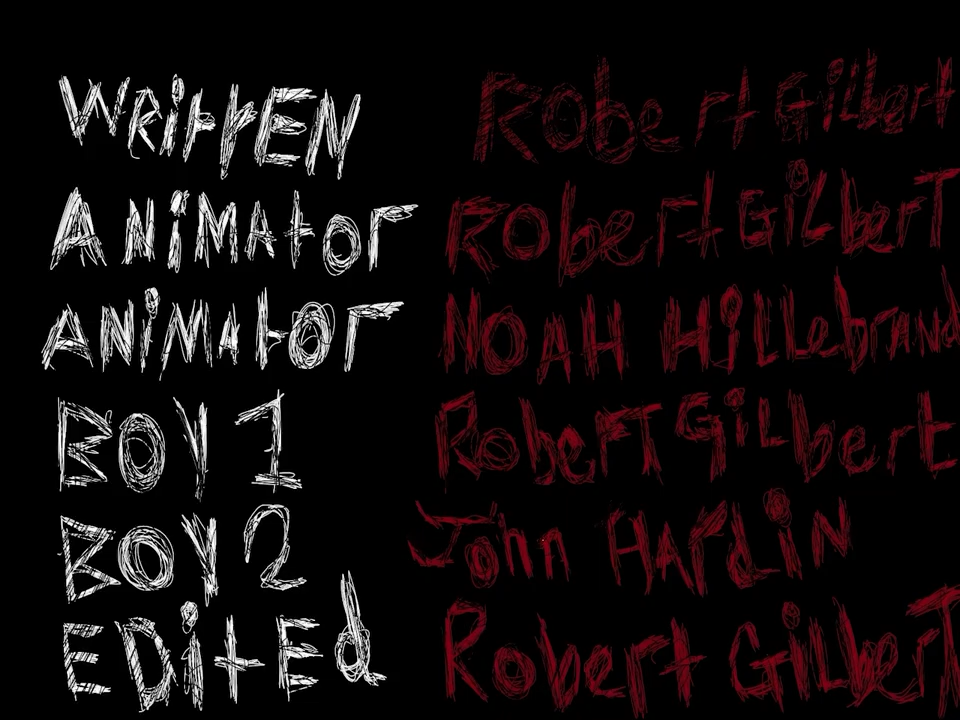 WRittEN Robert Gilbert
ANiMAtor Robert GiLberT
ANiMAtOr NOAH HiLLebrand
BOY 1 RobeFT GiLbert
BOY 2 John HArdiN
EDitEd Robert GiLberT